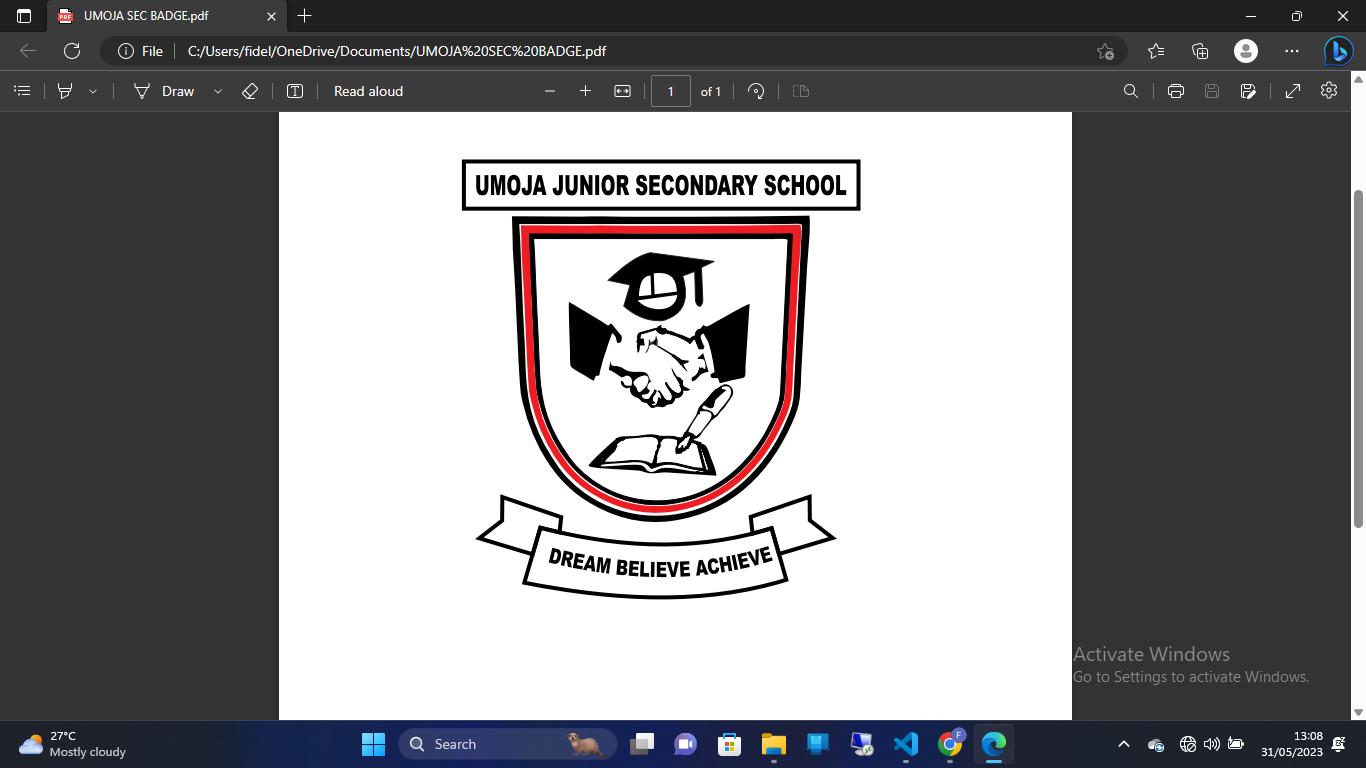 UMOJA SEC BADGE.pdf
File C:/Users/fidel/OneDrive/Documents/UMOJA%20SEC%20BADGE.pdf
PDF
Draw Read aloud 1 of 1
UMOJA JUNIOR SECONDARY SCHOOL
DREAM BELIEVE ACHIEVE
Activate Windows
Go to Settings to activate Windows.
27°C
Mostly cloudy
Search
F
13:08
31/05/2023